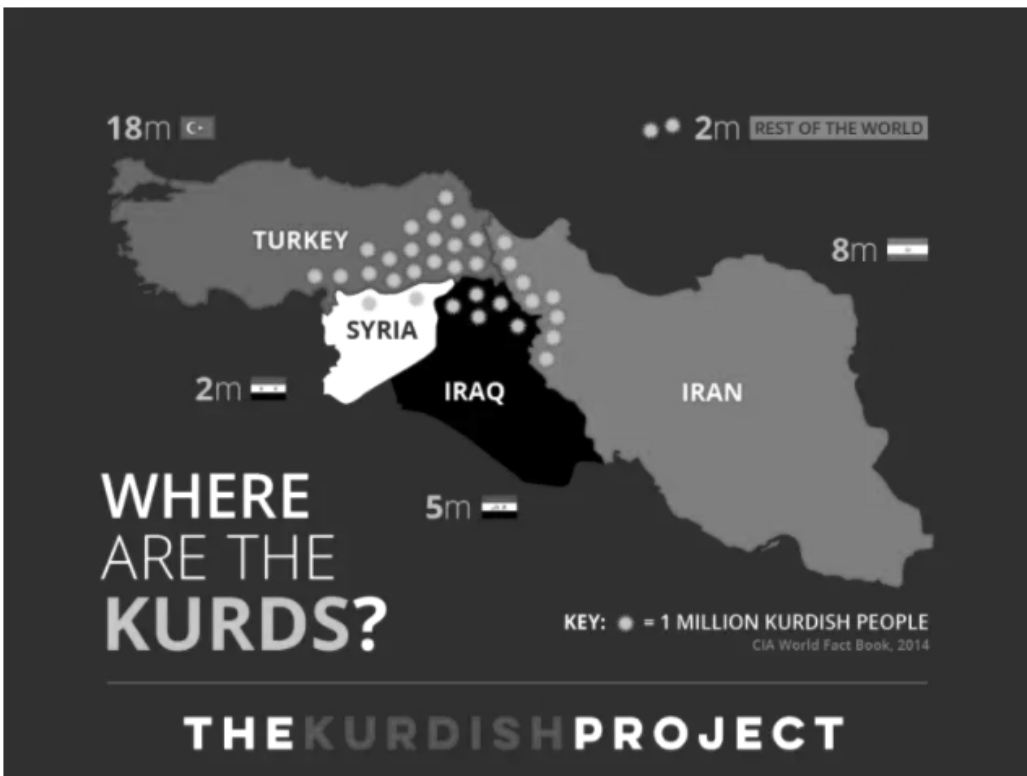 18m
2m REST OF THE WORLD
TURKEY
8m
SYRIA
2m
IRAQ
IRAN
5m
WHERE
ARE THE
KURDS?
KEY: = 1 MILLION KURDISH PEOPLE
CIA World Fact Book, 2014
THEKURDISHPROJECT